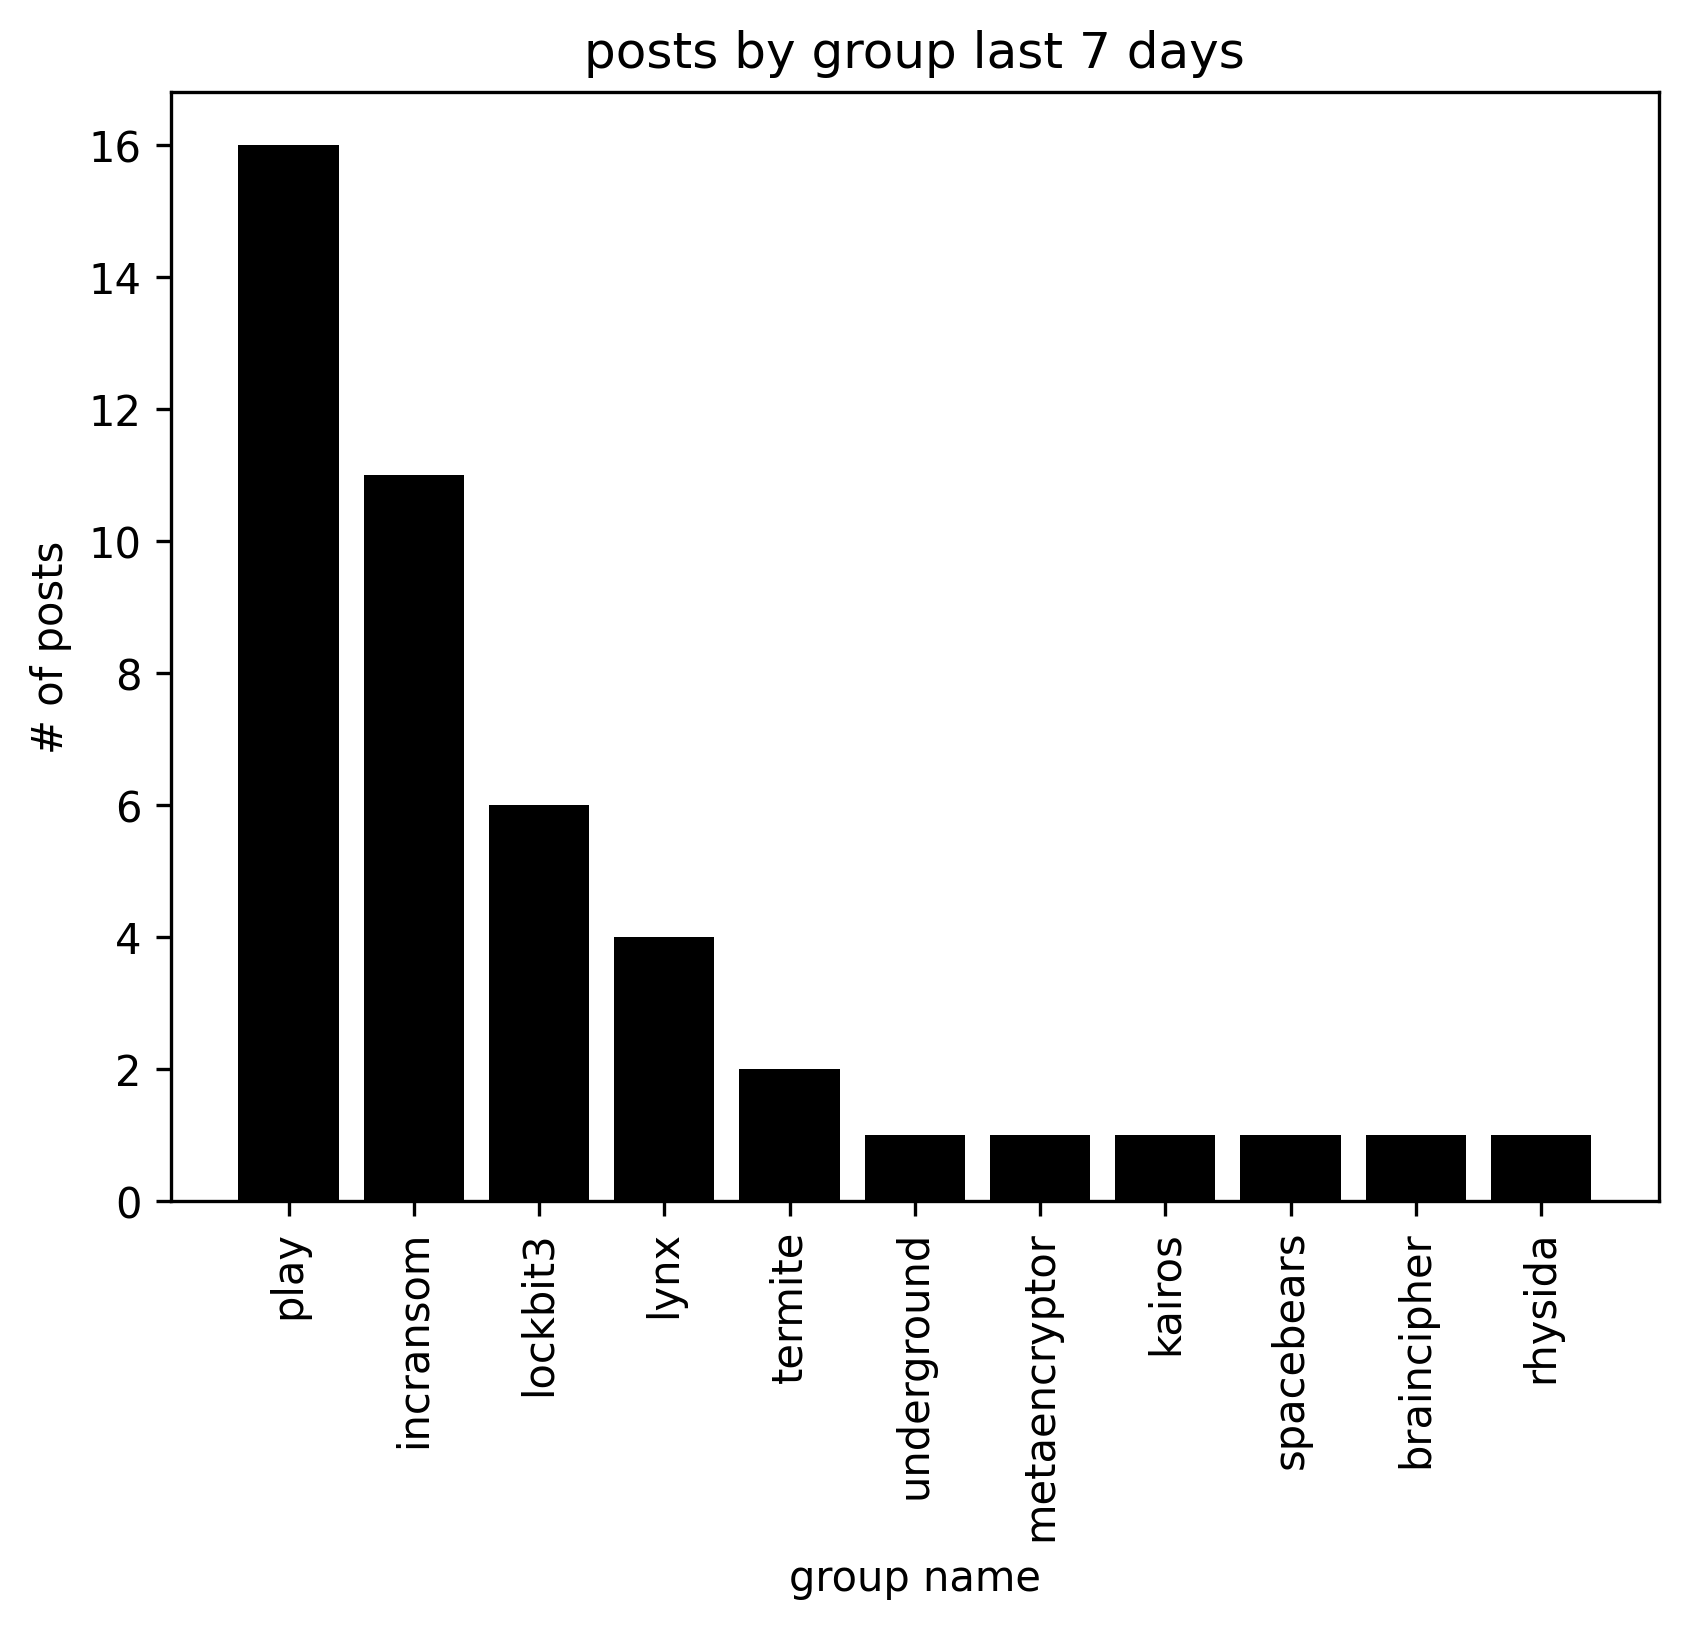 posts by group last 7 days
16
14
12
10
8
6
4
2
0
# of posts
play
incransom
lockbit3
lynx
termite
underground
metaencryptor
kairos
spacebears
braincipher
rhysida
group name